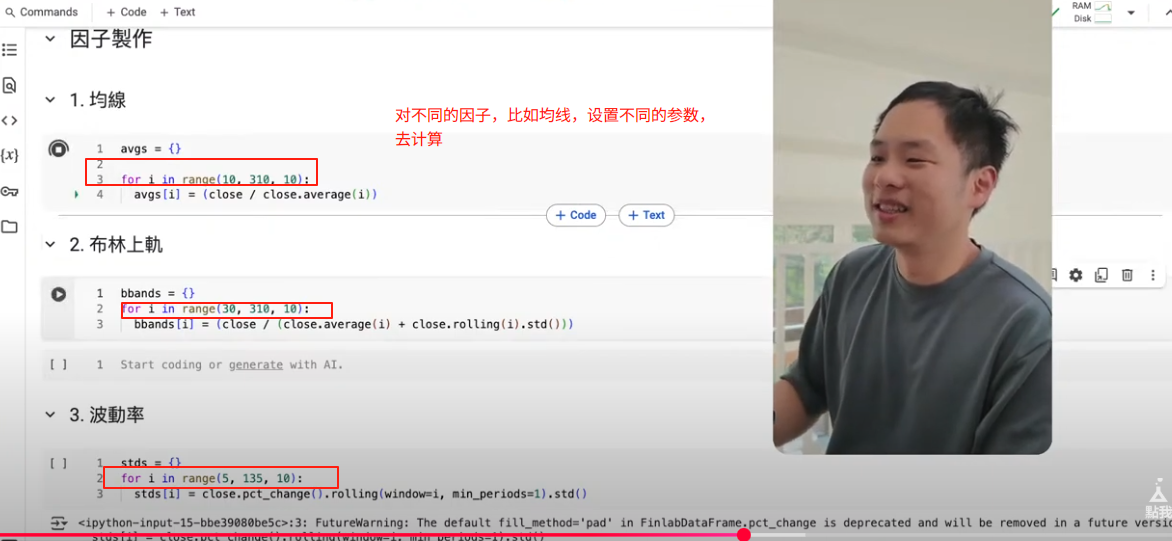 Commands + Code + Text
RAM
Disk
因子製作
1. 均線
对不同的因子，比如均线，设置不同的参数，
去计算
1 avgs = {}
2
3 for i in range(10, 310, 10):
4 avgs[i] = (close / close.average(i))
+ Code + Text
2. 布林上軌
1 bbands = {}
2 for i in range(30, 310, 10):
3 bbands[i] = (close / (close.average(i) + close.rolling(i).std()))
[ ] 1 Start coding or generate with AI.
3. 波動率
[ ] 1 stds = {}
2 for i in range(5, 135, 10):
3 stds[i] = close.pct_change().rolling(window=i, min_periods=1).std()
<ipython-input-15-bbe39080be5c>:3: FutureWarning: The default fill_method='pad' in FinlabDataFrame.pct_change is deprecated and will be removed in a future versi
stds[i] = close.pct_change().rolling(window=i, min_periods=1).std()
點我